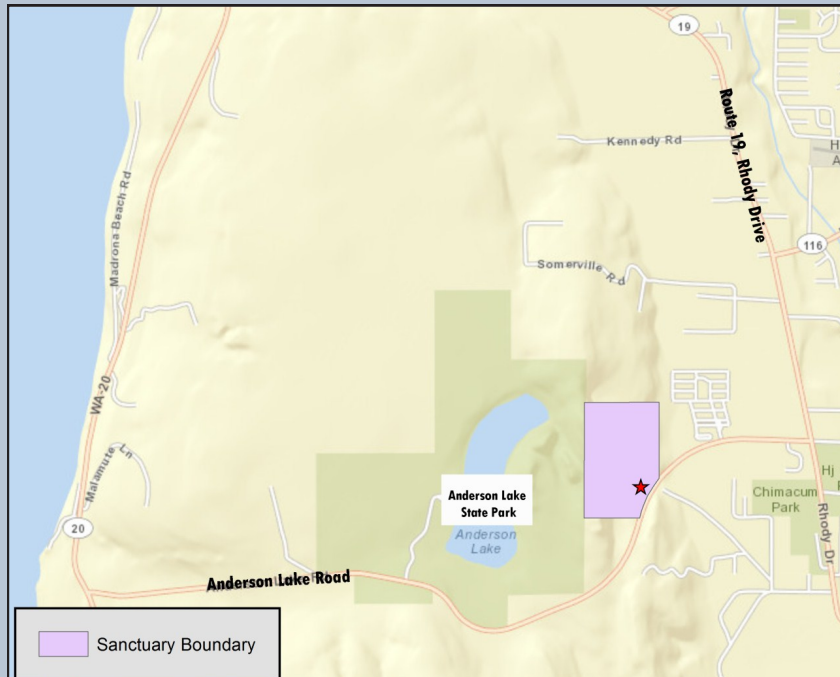 19
Route 19, Rhody Drive
Kennedy Rd
H
A
Madrona Beach Rd
116
Somerville Rd
WA-20
Malamute Ln
Anderson Lake
State Park
Anderson
Lake
Hj
Chimacum
Park
Rhody Dr
20
Anderson Lake Road
Sanctuary Boundary